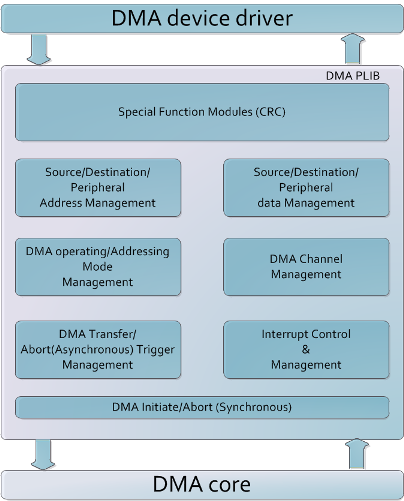 DMA device driver
DMA PLIB
Special Function Modules (CRC)
Source/Destination/
Peripheral
Address Management
Source/Destination/
Peripheral
data Management
DMA operating/Addressing
Mode
Management
DMA Channel
Management
DMA Transfer/
Abort(Asynchronous) Trigger
Management
Interrupt Control
&
Management
DMA Initiate/Abort (Synchronous)
DMA core